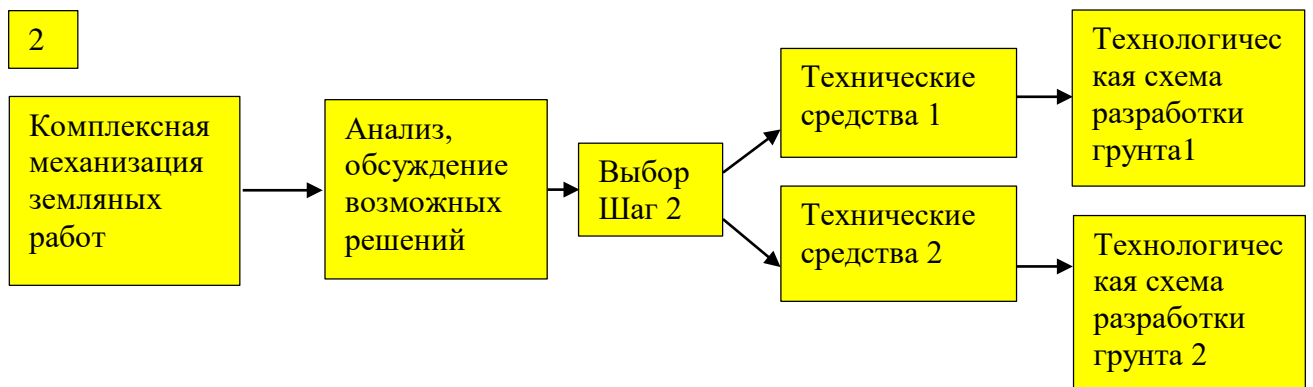 2
Комплексная
механизация
земляных
работ
Анализ,
обсуждение
возможных
решений
Выбор
Шаг 2
Технические
средства 1
Технологичес
кая схема
разработки
грунта1
Технические
средства 2
Технологичес
кая схема
разработки
грунта 2